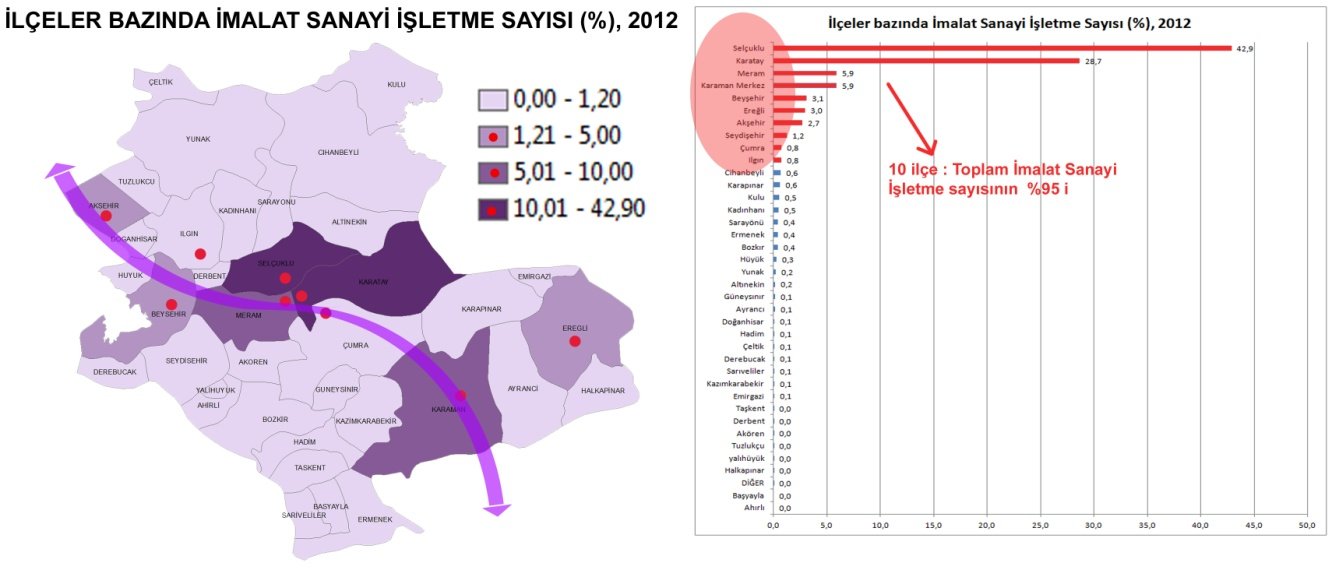 İLÇELER BAZINDA İMALAT SANAYİ İŞLETME SAYISI (%), 2012
ÇELTİK
KULU
YUNAK
CIHANBEYLİ
TUZLUKCU
AKŞEHİR
KADINHANI
SARAYONU
ALTINEKİN
DOGANHISAR
ILGIN
HUYUK
DERBENT
SELÇUKLU
KARATAY
EMİRGAZİ
BEYSEHİR
MERAM
KARAPINAR
EREGLI
ÇUMRA
SEYDISEHİR
AKOREN
DEREBUCAK
YALIHUYUK
GUNEYSINIR
AYRANCI
HALKAPINAR
AHIRLI
KARAMAN
BOZKIR
KAZIMKARABEKIR
HADIM
TASKENT
BASYAYLA
SARIVELILER
ERMENEK
0,00 - 1,20
1,21 - 5,00
5,01 - 10,00
10,01 - 42,90
İlçeler bazında İmalat Sanayi İşletme Sayısı (%), 2012
Selçuklu 42,9
Karatay 28,7
Meram 5,9
Karaman Merkez 5,9
Beyşehir 3,1
Ereğli 3,0
Akşehir 2,7
Seydişehir 1,2
Çumra 0,8
Ilgın 0,8
Cihanbeyli 0,6
Karapınar 0,6
Kulu 0,5
Kadınhanı 0,5
Sarayönü 0,4
Ermenek 0,4
Bozkır 0,4
Hüyük 0,3
Yunak 0,2
Altınekin 0,2
Güneysınır 0,1
Ayrancı 0,1
Doğanhisar 0,1
Hadim 0,1
Çeltik 0,1
Derebucak 0,1
Sarıveliler 0,1
Kazımkarabekir 0,1
Emirgazi 0,1
Taşkent 0,0
Derbent 0,0
Akören 0,0
Tuzlukçu 0,0
yalıhüyük 0,0
Halkapınar 0,0
DİĞER 0,0
Başyayla 0,0
Ahırlı 0,0
10 ilçe : Toplam İmalat Sanayi
İşletme sayısının %95 i
0,0 5,0 10,0 15,0 20,0 25,0 30,0 35,0 40,0 45,0 50,0